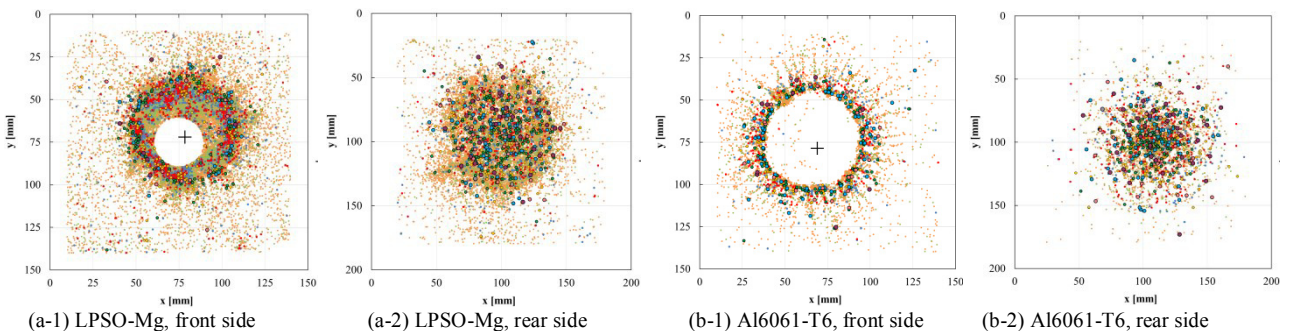 0
25
50
75
100
125
150
y [mm]
0 25 50 75 100 125 150
x [mm]
(a-1) LPSO-Mg, front side
0
50
100
150
200
y [mm]
0 50 100 150 200
x [mm]
(a-2) LPSO-Mg, rear side
0
25
50
75
100
125
150
y [mm]
0 25 50 75 100 125 150
x [mm]
(b-1) Al6061-T6, front side
0
50
100
150
200
y [mm]
0 50 100 150 200
x [mm]
(b-2) Al6061-T6, rear side